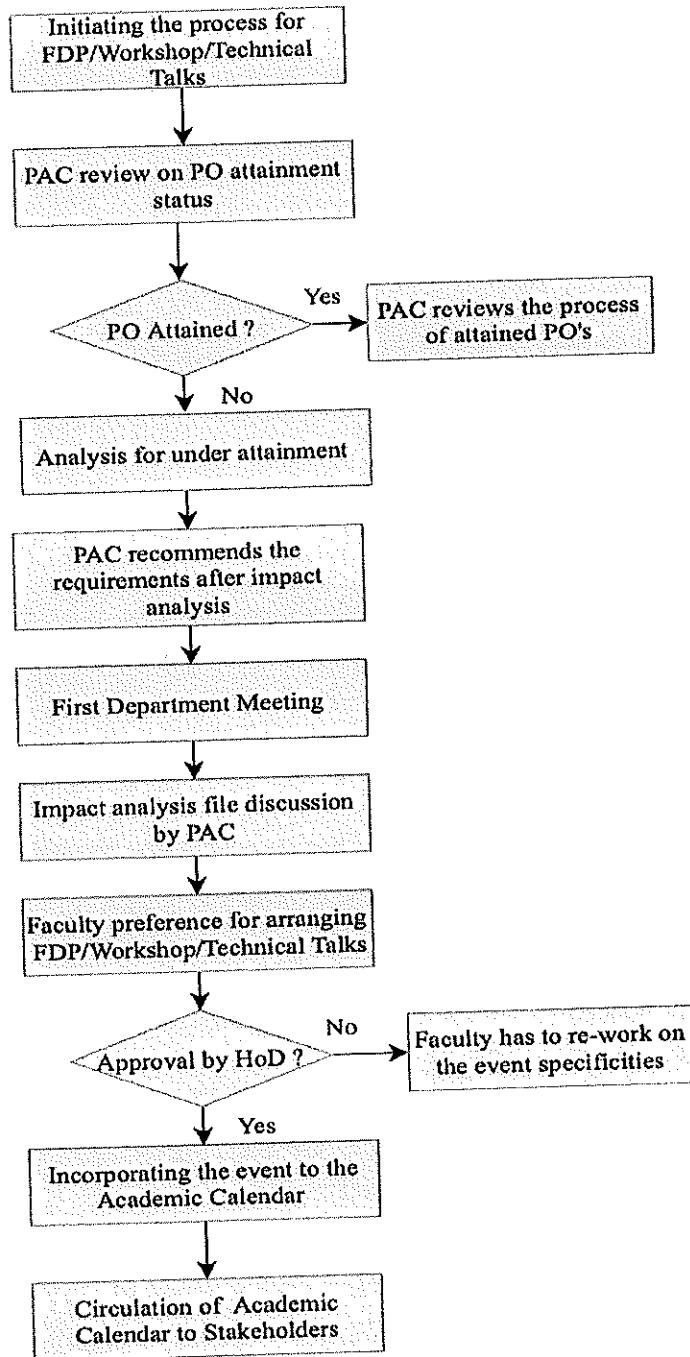 Initiating the process for
FDP/Workshop/Technical
Talks
PAC review on PO attainment
status
PO Attained ?
Yes
PAC reviews the process
of attained PO's
No
Analysis for under attainment
PAC recommends the
requirements after impact
analysis
First Department Meeting
Impact analysis file discussion
by PAC
Faculty preference for arranging
FDP/Workshop/Technical Talks
Approval by HoD ?
No
Faculty has to re-work on
the event specificities
Yes
Incorporating the event to the
Academic Calendar
Circulation of Academic
Calendar to Stakeholders